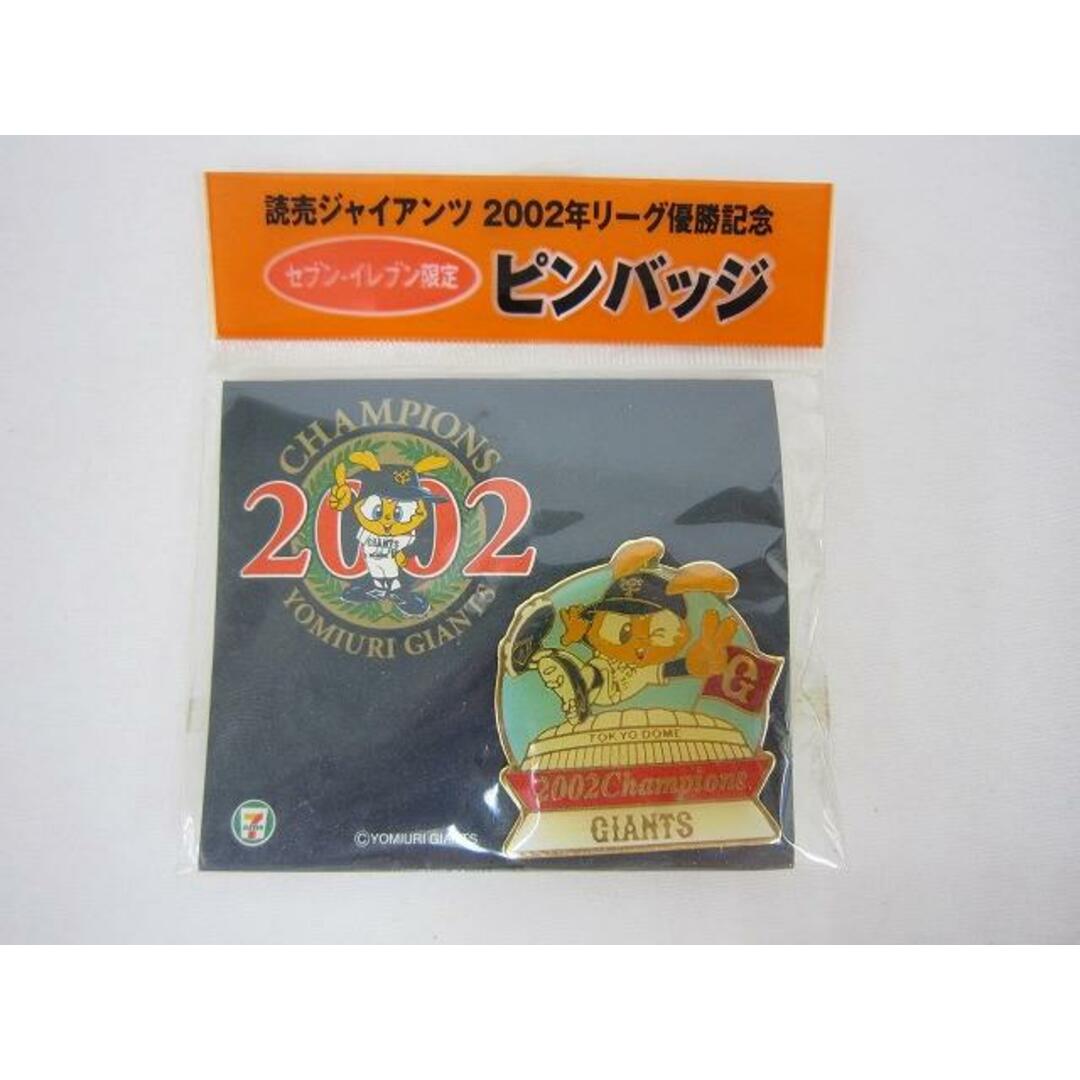 読売ジャイアンツ 2002年リーグ優勝記念
セブン-イレブン限定
ピンバッジ
CHAMPIONS
2002
GIANTS
YOMIURI GIANTS
G
TOKYO DOME
2002Champions
GIANTS
7
©YOMIURI GIANTS